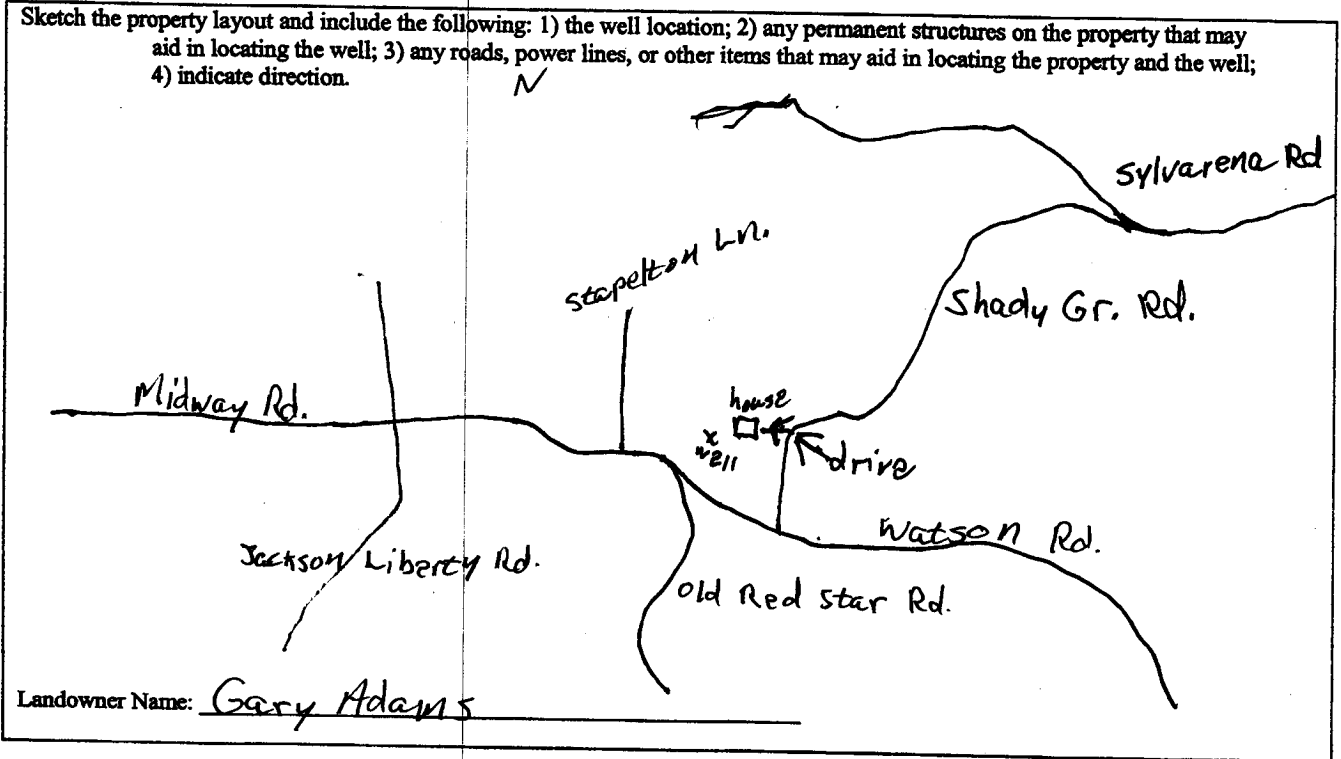 Sketch the property layout and include the following: 1) the well location; 2) any permanent structures on the property that may
aid in locating the well; 3) any roads, power lines, or other items that may aid in locating the property and the well;
4) indicate direction.
N
Sylvarena Rd
Stapelton Ln.
Shady Gr. Rd.
Midway Rd.
house
x
well
drive
Watson Rd.
Jackson Liberty Rd.
Old Red Star Rd.
Landowner Name: Gary Adams